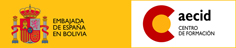 EMBAJADA
DE ESPAÑA
EN BOLIVIA
aecid
CENTRO
DE FORMACIÓN